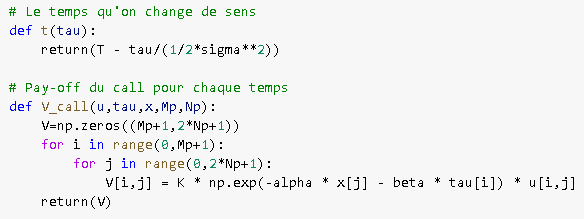 # Le temps qu'on change de sens
def t(tau):
    return(T - tau/(1/2*sigma**2))
# Pay-off du call pour chaque temps
def V_call(u,tau,x,Mp,Np):
    V=np.zeros((Mp+1,2*Np+1))
    for i in range(0,Mp+1):
        for j in range(0,2*Np+1):
            V[i,j] = K * np.exp(-alpha * x[j] - beta * tau[i]) * u[i,j]
    return(V)